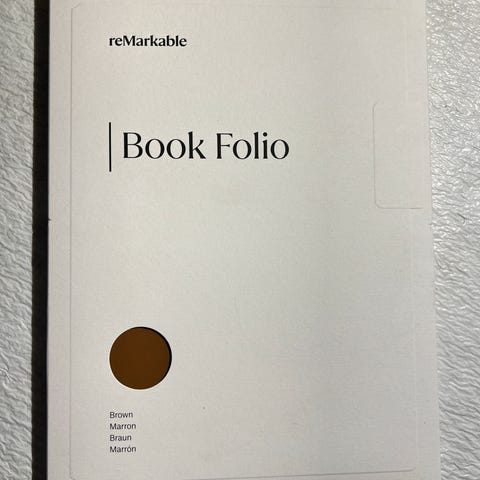 reMarkable
Book Folio
Brown
Marron
Braun
Marrón